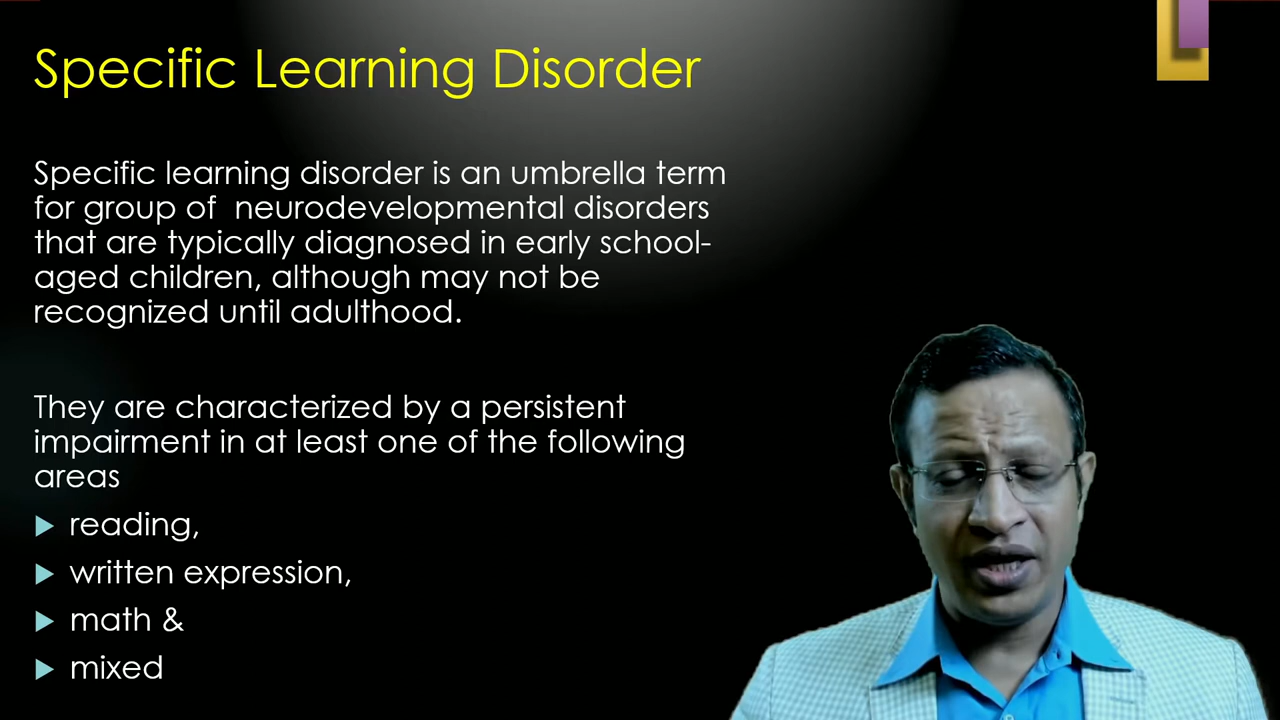 Specific Learning Disorder
Specific learning disorder is an umbrella term
for group of  neurodevelopmental disorders
that are typically diagnosed in early school-
aged children, although may not be
recognized until adulthood.
They are characterized by a persistent
impairment in at least one of the following
areas
reading,
written expression,
math &
mixed